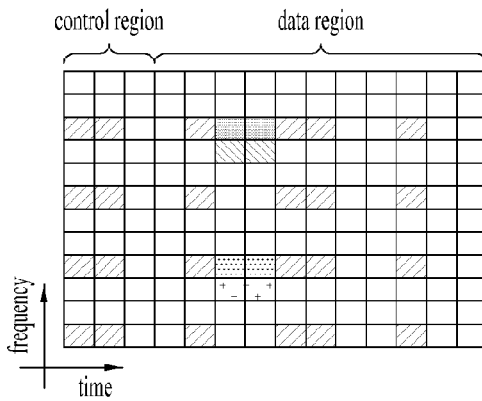 control region
data region
frequency
time